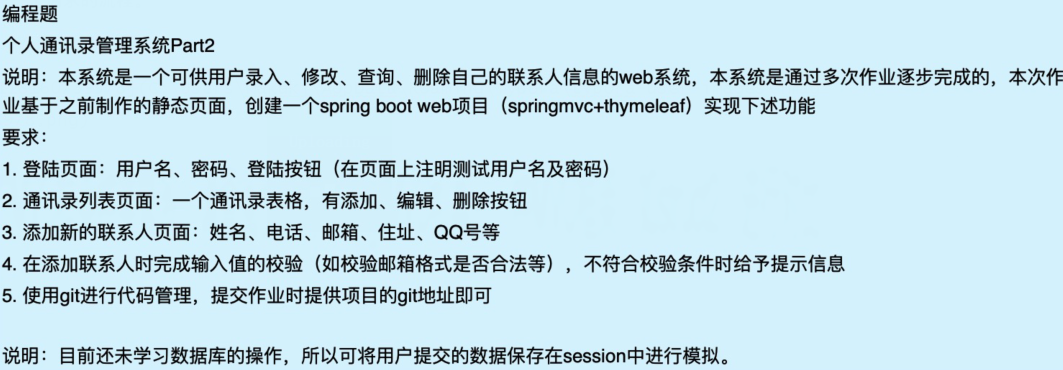 编程题
个人通讯录管理系统Part2
说明：本系统是一个可供用户录入、修改、查询、删除自己的联系人信息的web系统，本系统是通过多次作业逐步完成的，本次作
业基于之前制作的静态页面，创建一个spring boot web项目（springmvc+thymeleaf）实现下述功能
要求：
1. 登陆页面：用户名、密码、登陆按钮（在页面上注明测试用户名及密码）
2. 通讯录列表页面：一个通讯录表格，有添加、编辑、删除按钮
3. 添加新的联系人页面：姓名、电话、邮箱、住址、QQ号等
4. 在添加联系人时完成输入值的校验（如校验邮箱格式是否合法等），不符合校验条件时给予提示信息
5. 使用git进行代码管理，提交作业时提供项目的git地址即可
说明：目前还未学习数据库的操作，所以可将用户提交的数据保存在session中进行模拟。